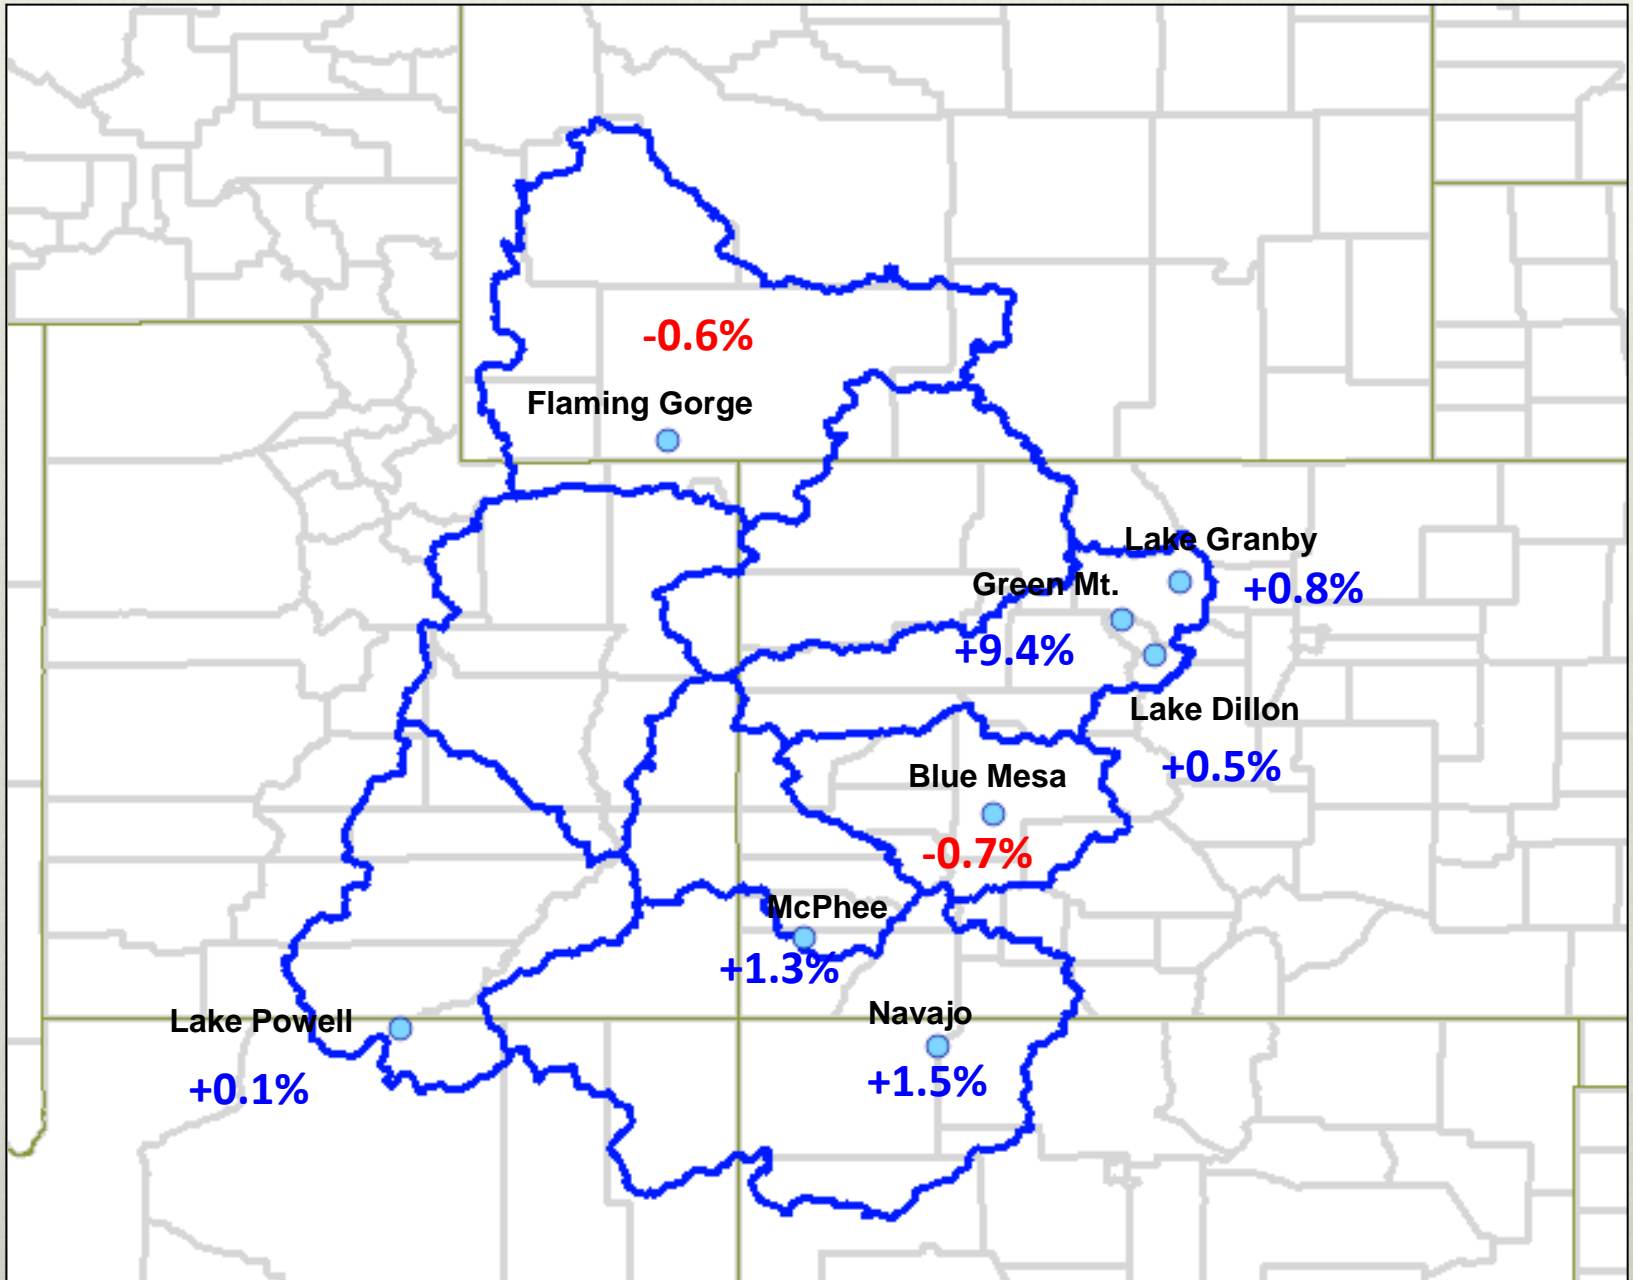 -0.6%
Flaming Gorge
Lake Granby
+0.8%
Green Mt.
+9.4%
Lake Dillon
+0.5%
Blue Mesa
-0.7%
McPhee
+1.3%
Navajo
+1.5%
Lake Powell
+0.1%